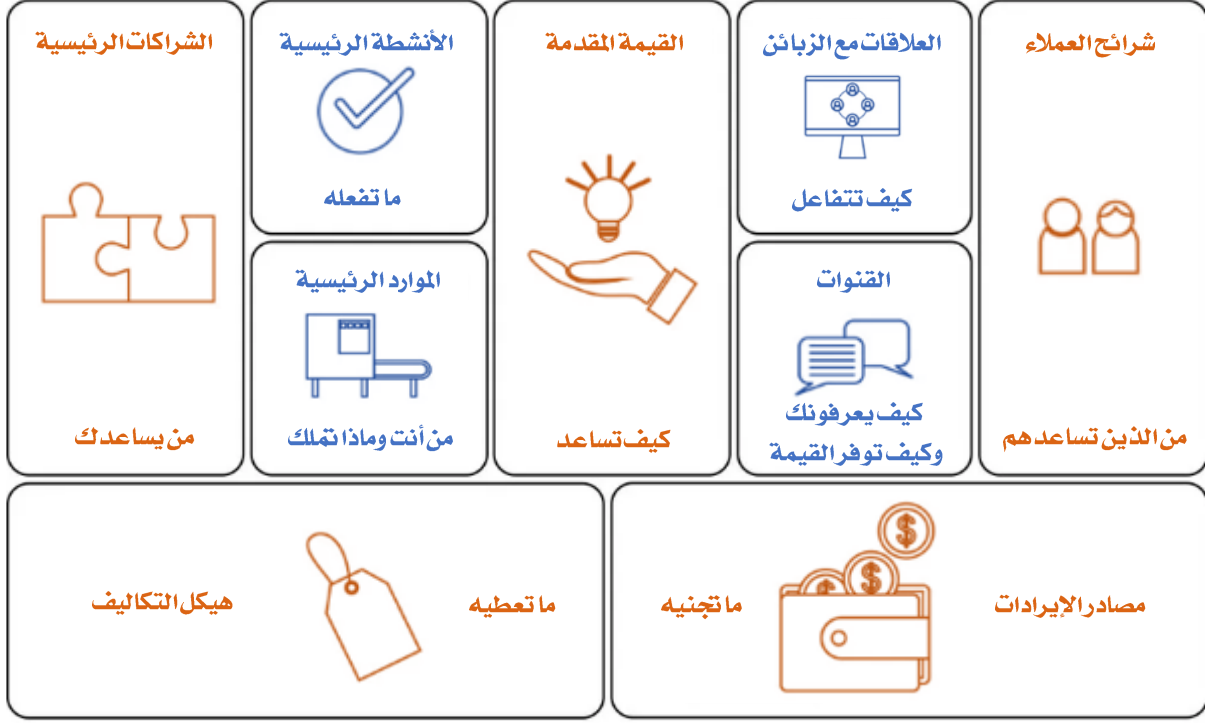 شرائح العملاء
من الذين تساعدهم
العلاقات مع الزبائن
كيف تتفاعل
القنوات
كيف يعرفونك
وكيف توفر القيمة
القيمة المقدمة
كيف تساعد
الأنشطة الرئيسية
ما تفعله
الموارد الرئيسية
من أنت وماذا تملك
الشراكات الرئيسية
من يساعدك
مصادر الإيرادات
ما تجنيه
ما تعطيه
هيكل التكاليف